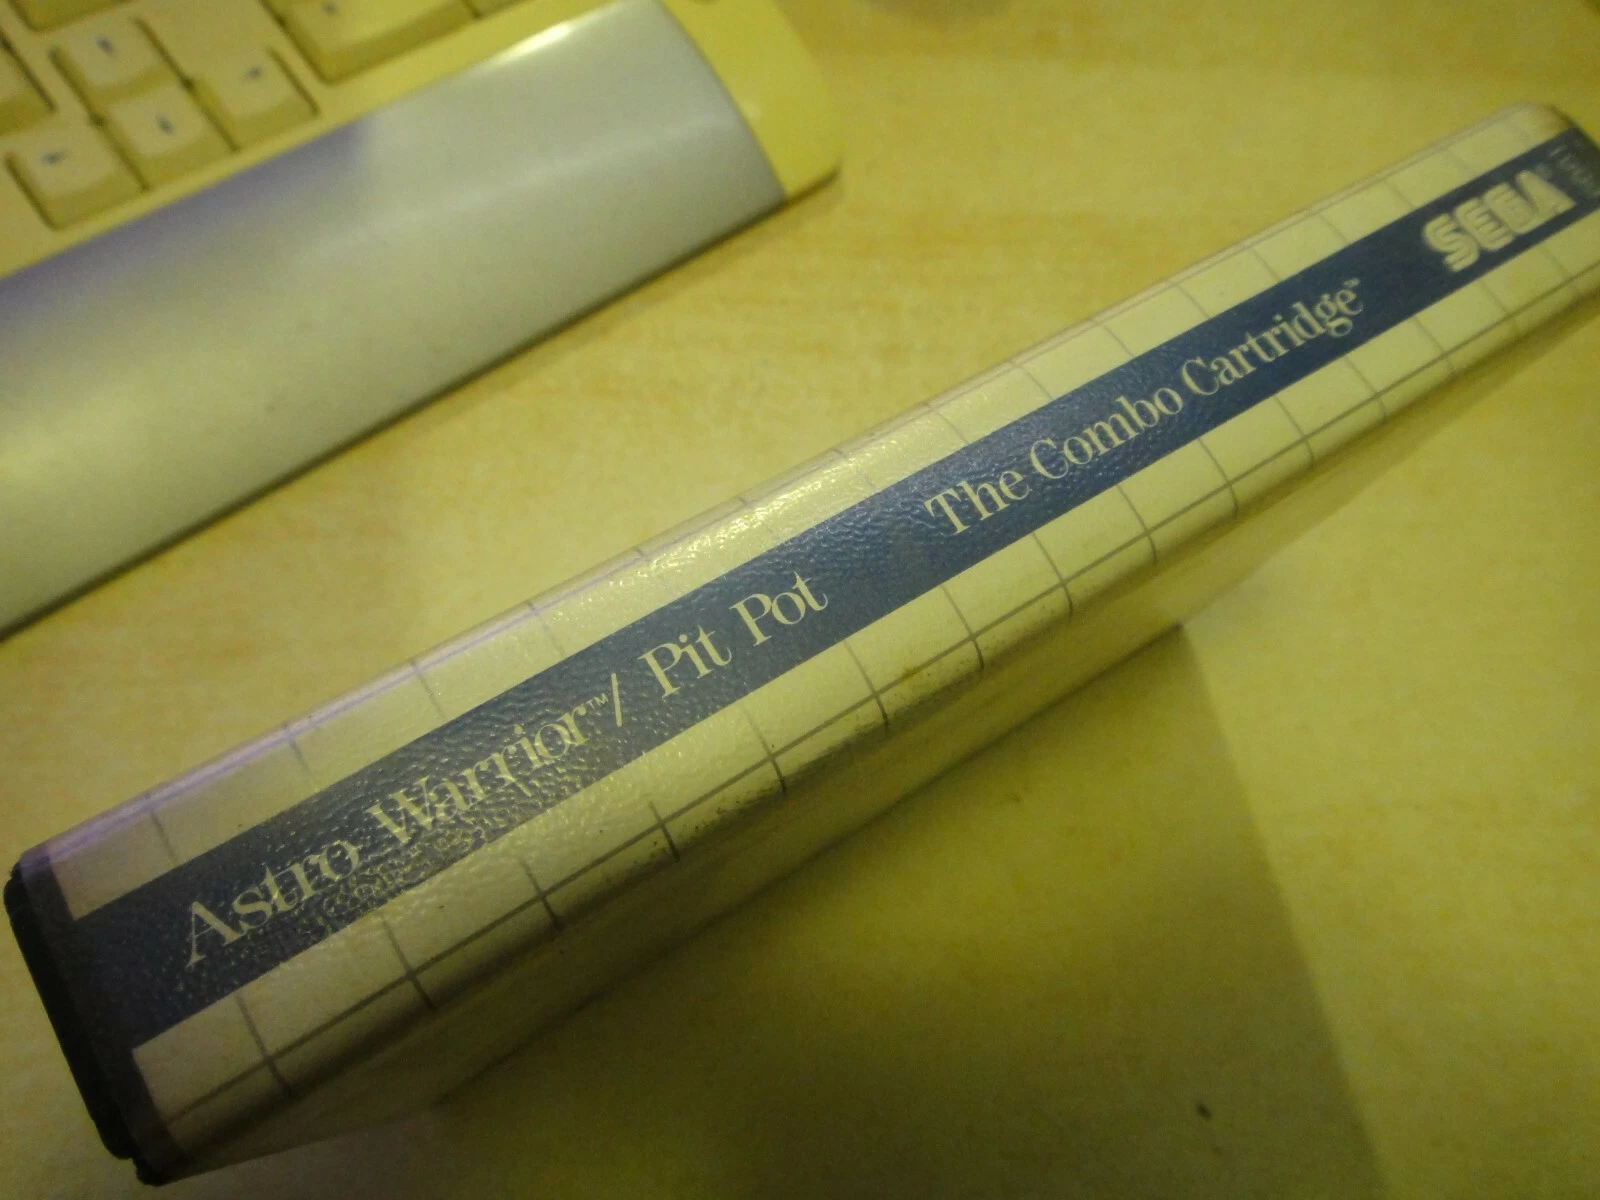 Astro Warrior™/ Pit Pot The Combo Cartridge™ SEGA